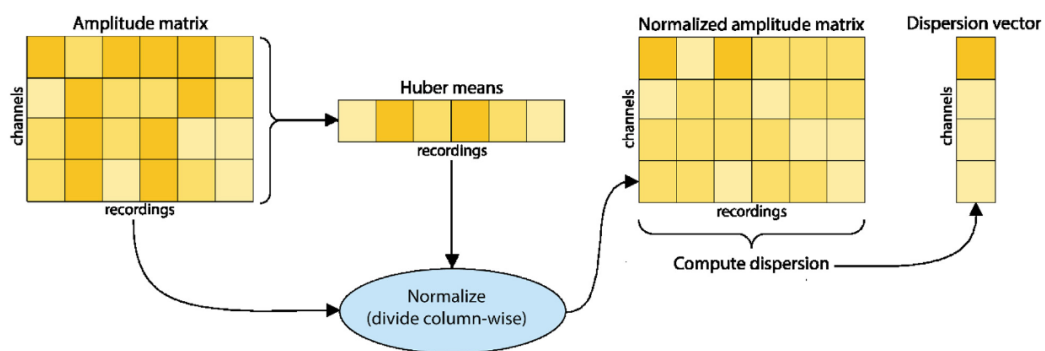 Amplitude matrix
channels
recordings
Huber means
recordings
Normalize
(divide column-wise)
Normalized amplitude matrix
channels
recordings
Compute dispersion
Dispersion vector
channels